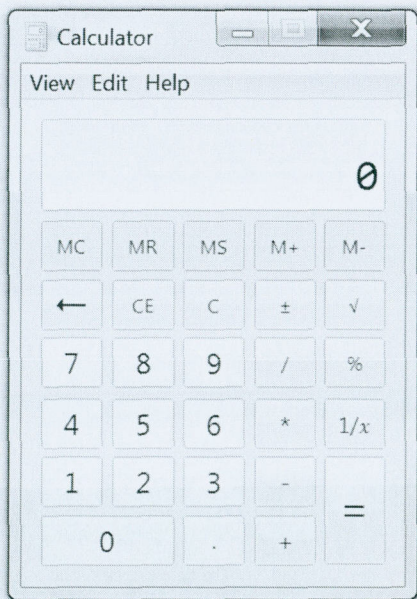 Calculator
View Edit Help
0
MC MR MS M+ M-
← CE C ± √
7 8 9 / %
4 5 6 * 1/x
1 2 3 - =
0 . +